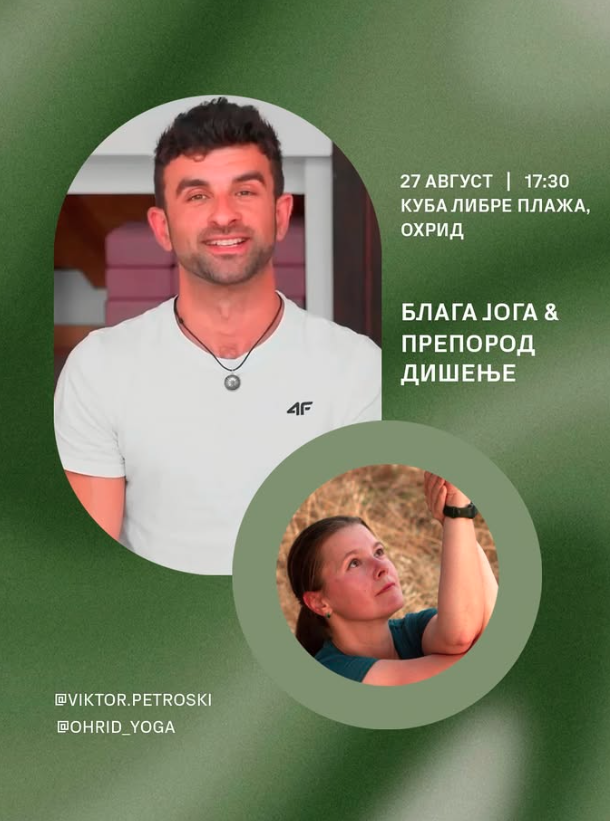 27 АВГУСТ | 17:30
КУБА ЛИБРЕ ПЛАЖА,
ОХРИД
БЛАГА ЈОГА &
ПРЕПОРОД
ДИШЕЊЕ
4F
@VIKTOR.PETROSKI
@OHRID_YOGA